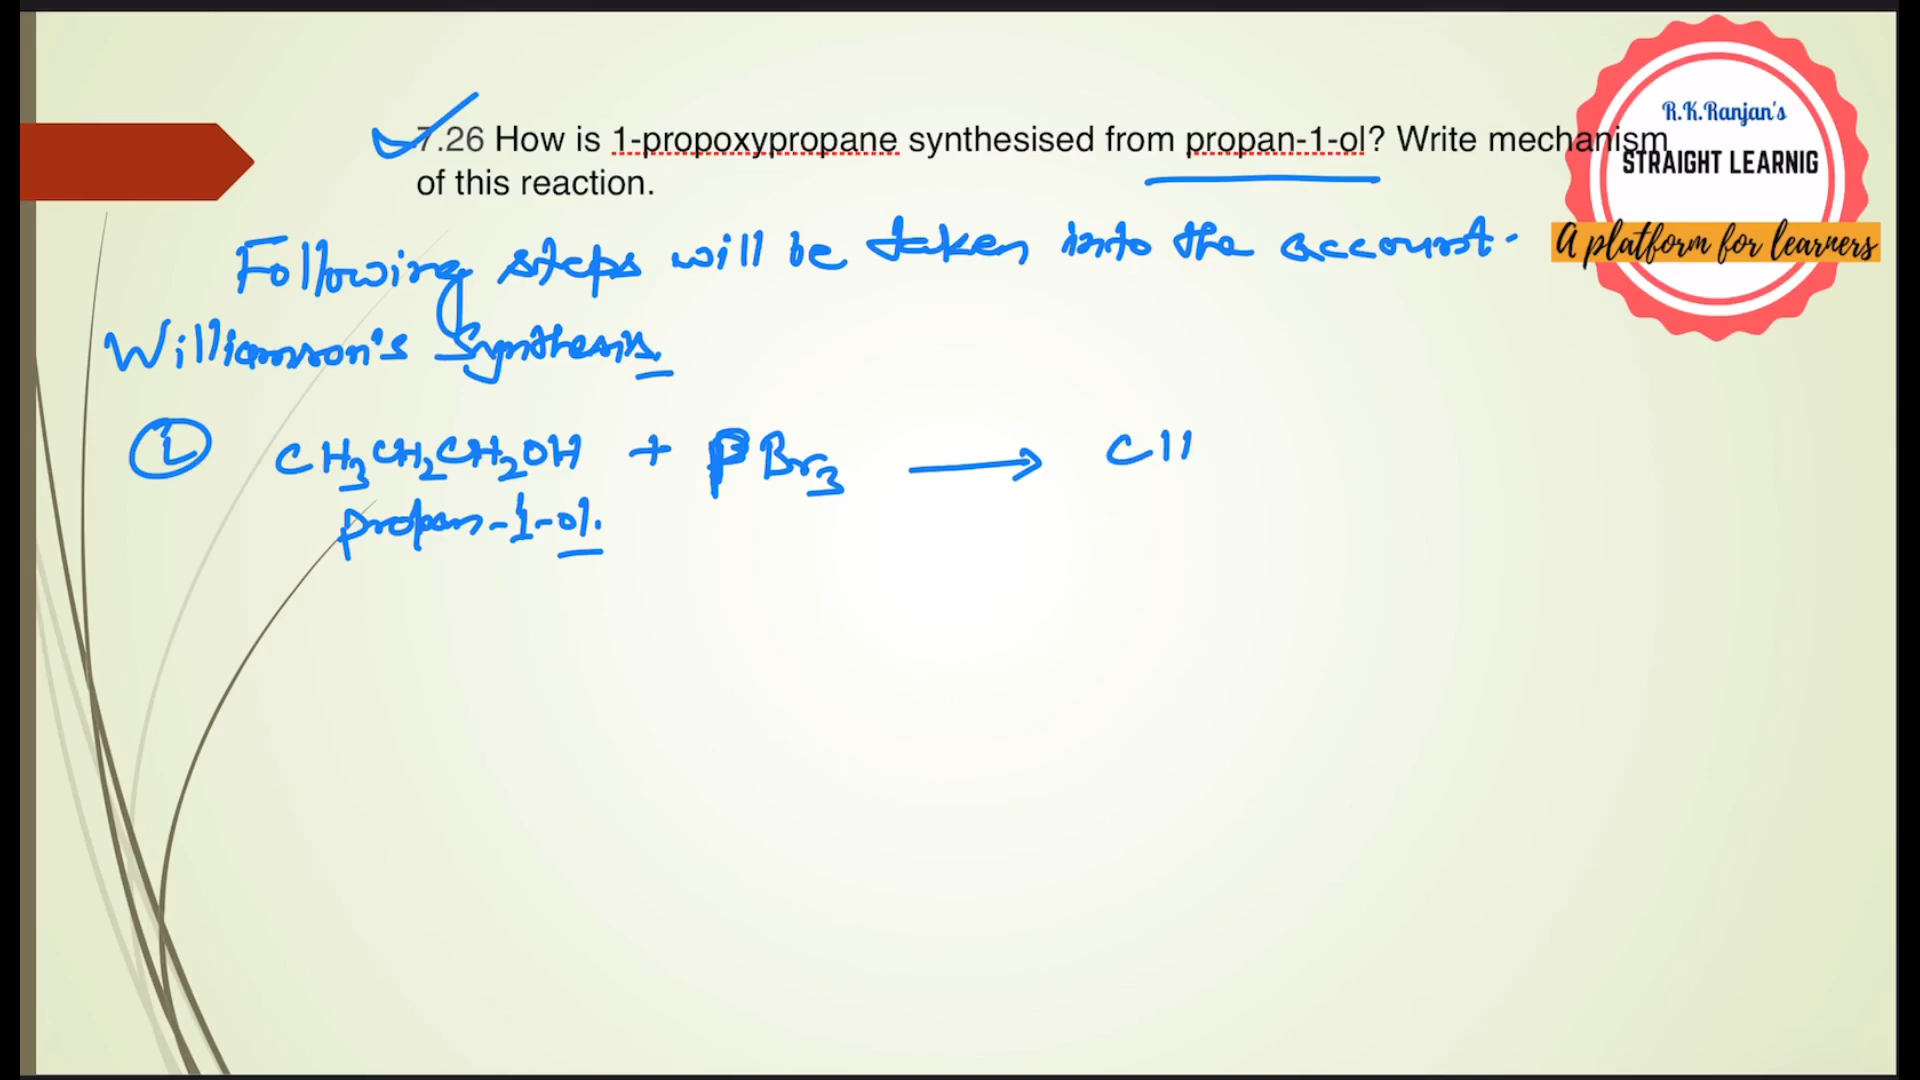 7.26 How is 1-propoxypropane synthesised from propan-1-ol? Write mechanism
of this reaction.
R.K.Ranjan's
STRAIGHT LEARNIG
A platform for learners
Following steps will be taken into the account.
Williamson's Synthesis.
① CH₃CH₂CH₂OH + PBr₃ ⟶ CH
propan-1-ol.